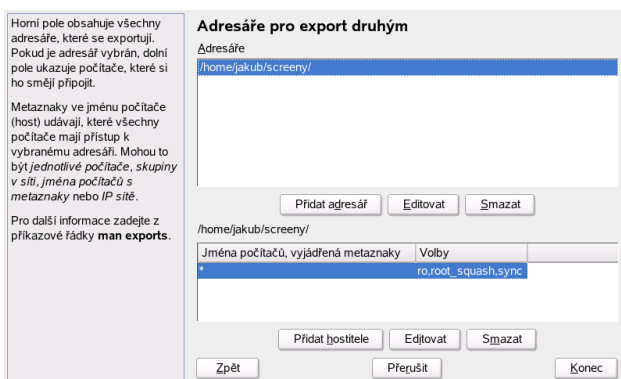 Horní pole obsahuje všechny
adresáře, které se exportují.
Pokud je adresář vybrán, dolní
pole ukazuje počítače, které si
ho smějí připojit.
Metaznaky ve jménu počítače
(host) udávají, které všechny
počítače mají přístup k
vybranému adresáři. Mohou to
být jednotlivé počítače, skupiny
v síti, jména počítačů s
metaznaky nebo IP sítě.
Pro další informace zadejte z
příkazové řádky man exports.
Adresáře pro export druhým
Adresáře
/home/jakub/screeny/
Přidat adresář Editovat Smazat
/home/jakub/screeny/
Jména počítačů, vyjádřená metaznaky Volby
* ro,root_squash,sync
Přidat hostitele Editovat Smazat
Zpět Přerušit Konec